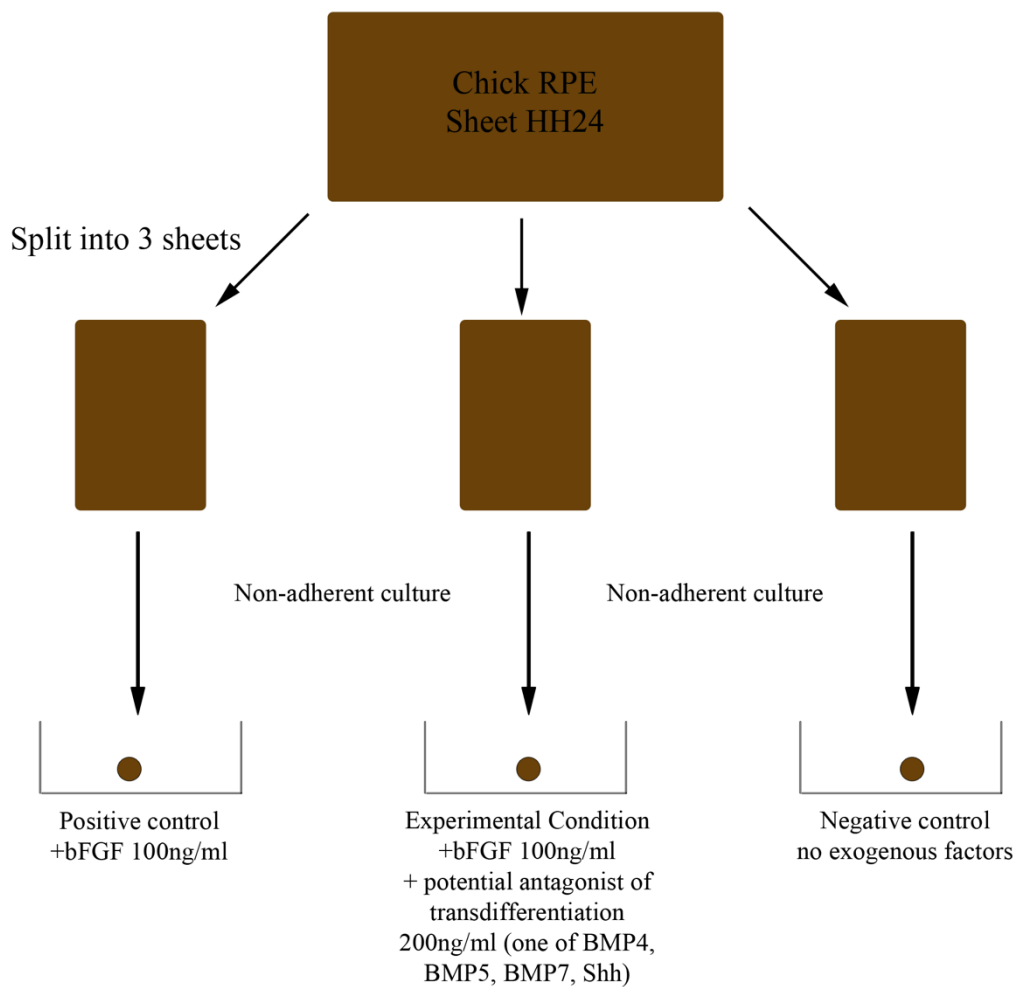 Chick RPE
Sheet HH24
Split into 3 sheets
Non-adherent culture
Non-adherent culture
Positive control
+bFGF 100ng/ml
Experimental Condition
+bFGF 100ng/ml
+ potential antagonist of
transdifferentiation
200ng/ml (one of BMP4,
BMP5, BMP7, Shh)
Negative control
no exogenous factors